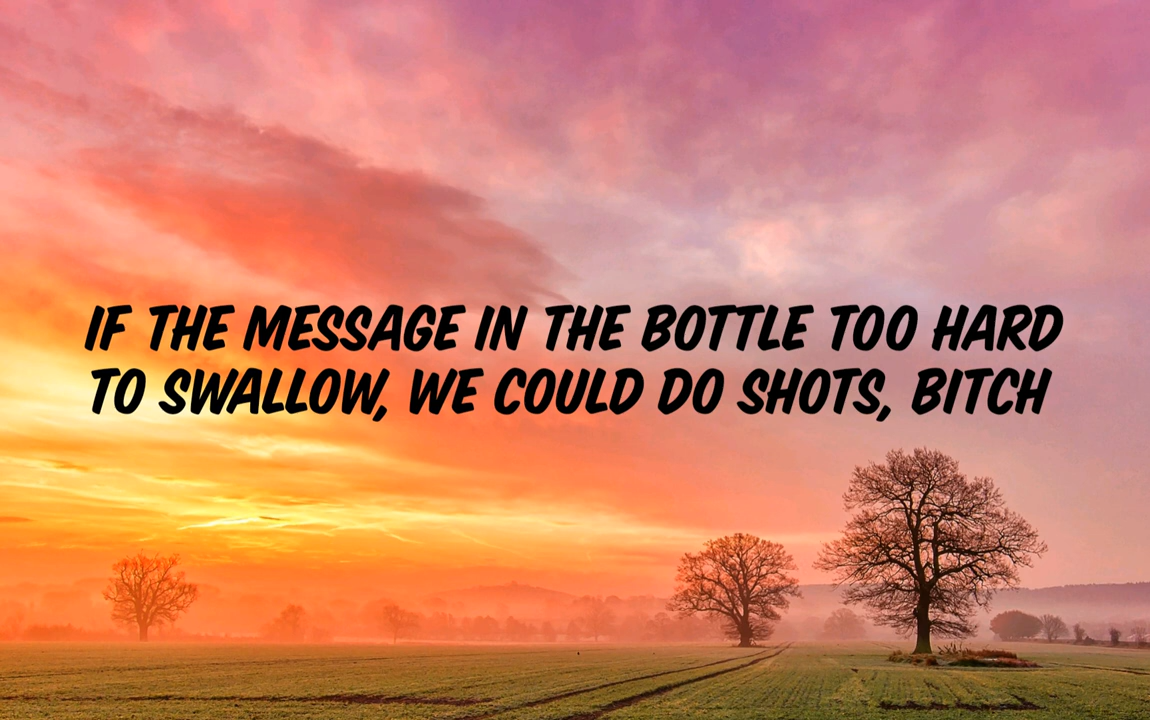 IF THE MESSAGE IN THE BOTTLE TOO HARD
TO SWALLOW, WE COULD DO SHOTS, BITCH